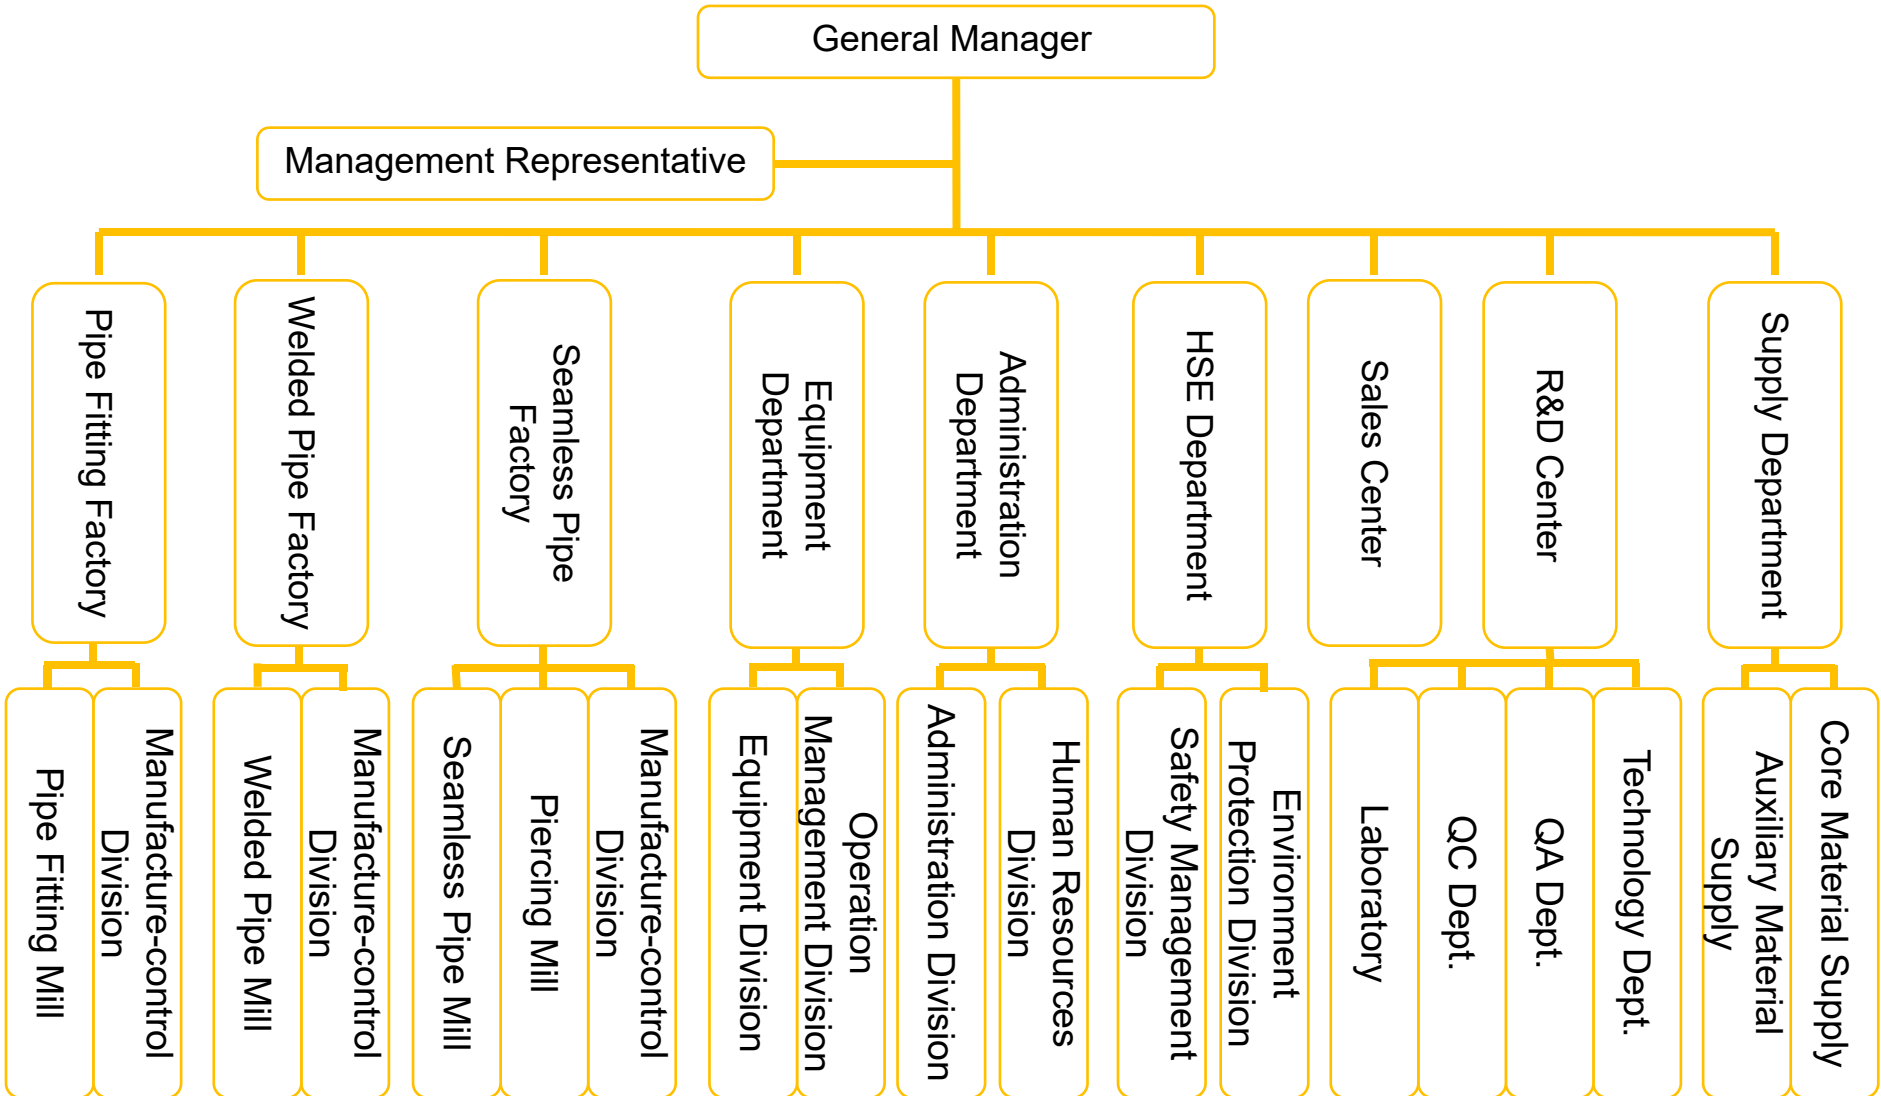 General Manager
Management Representative
Pipe Fitting Factory
Welded Pipe Factory
Seamless Pipe
Factory
Equipment
Department
Administration
Department
HSE Department
Sales Center
R&D Center
Supply Department
Pipe Fitting Mill
Manufacture-control
Division
Welded Pipe Mill
Manufacture-control
Division
Seamless Pipe Mill
Piercing Mill
Manufacture-control
Division
Equipment Division
Operation
Management Division
Administration Division
Human Resources
Division
Safety Management
Division
Environment
Protection Division
Laboratory
QC Dept.
QA Dept.
Technology Dept.
Auxiliary Material
Supply
Core Material Supply